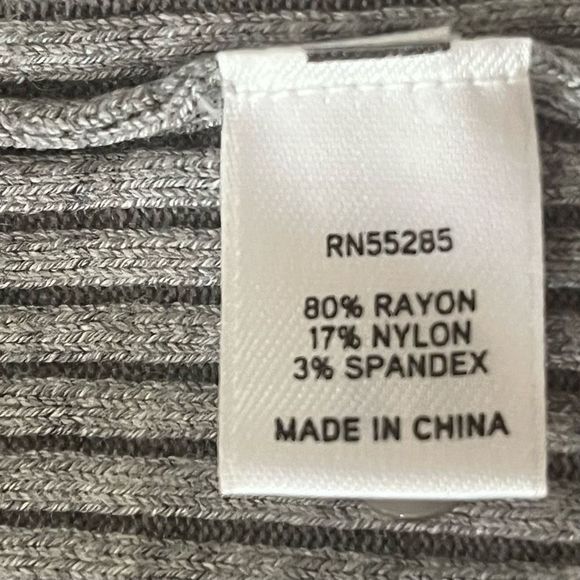 RN55285
80% RAYON
17% NYLON
3% SPANDEX
MADE IN CHINA